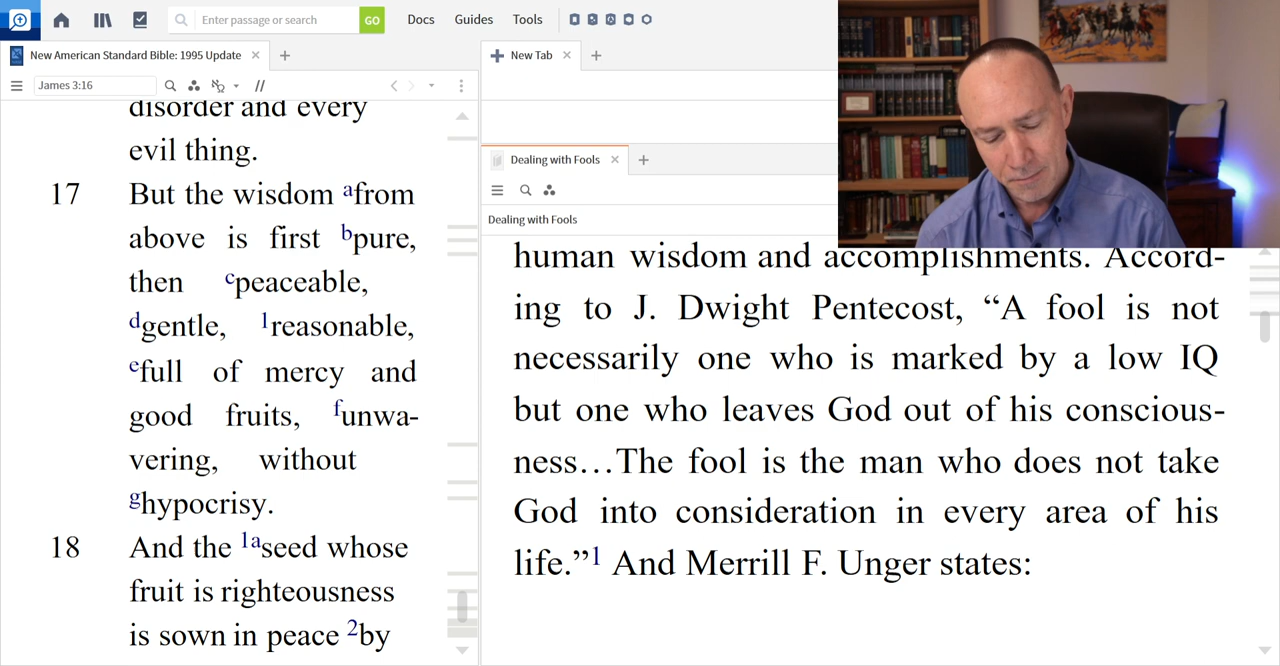 Enter passage or search
GO
Docs
Guides
Tools
New American Standard Bible: 1995 Update
New Tab
James 3:16
disorder and every
evil thing.
17 But the wisdom afrom
above is first bpure,
then cpeaceable,
dgentle, 1reasonable,
efull of mercy and
good fruits, funwa-
vering, without
ghypocrisy.
18 And the 1aseed whose
fruit is righteousness
is sown in peace 2by
Dealing with Fools
Dealing with Fools
human wisdom and accomplishments. Accord-
ing to J. Dwight Pentecost, “A fool is not
necessarily one who is marked by a low IQ
but one who leaves God out of his conscious-
ness…The fool is the man who does not take
God into consideration in every area of his
life.”1 And Merrill F. Unger states: